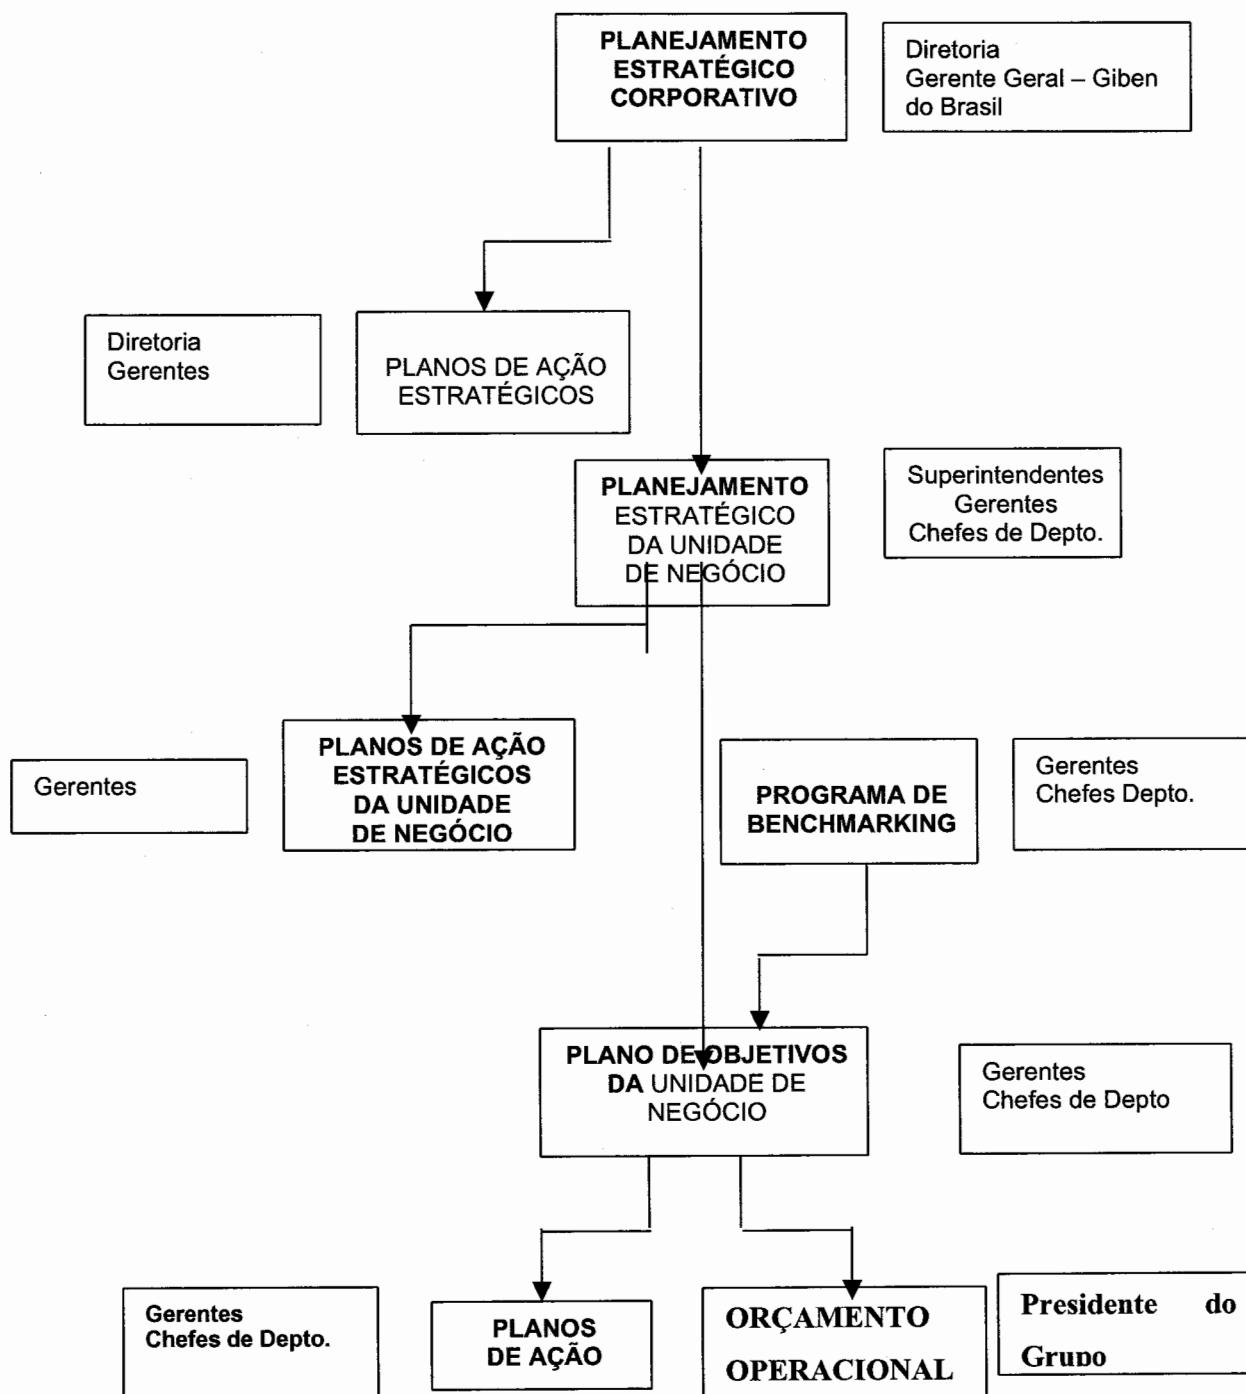 PLANEJAMENTO
ESTRATÉGICO
CORPORATIVO
Diretoria
Gerente Geral – Giben
do Brasil
Diretoria
Gerentes
PLANOS DE AÇÃO
ESTRATÉGICOS
PLANEJAMENTO
ESTRATÉGICO
DA UNIDADE
DE NEGÓCIO
Superintendentes
Gerentes
Chefes de Depto.
Gerentes
PLANOS DE AÇÃO
ESTRATÉGICOS
DA UNIDADE
DE NEGÓCIO
PROGRAMA DE
BENCHMARKING
Gerentes
Chefes Depto.
PLANO DE OBJETIVOS
DA UNIDADE DE
NEGÓCIO
Gerentes
Chefes de Depto
Gerentes
Chefes de Depto.
PLANOS
DE AÇÃO
ORÇAMENTO
OPERACIONAL
Presidente do
Grupo